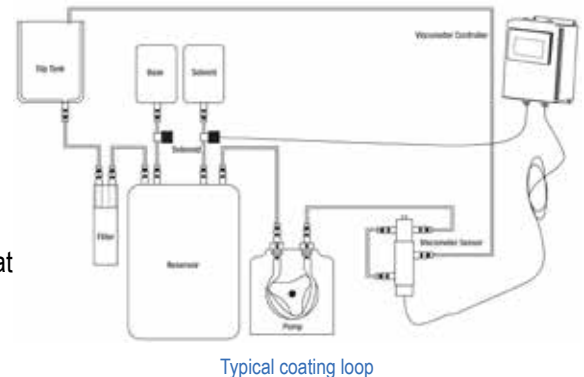 Viscometer Controller
Dip Tank
Base
Solvent
Solenoid
Filter
Reservoir
Viscometer Sensor
Pump
at
Typical coating loop